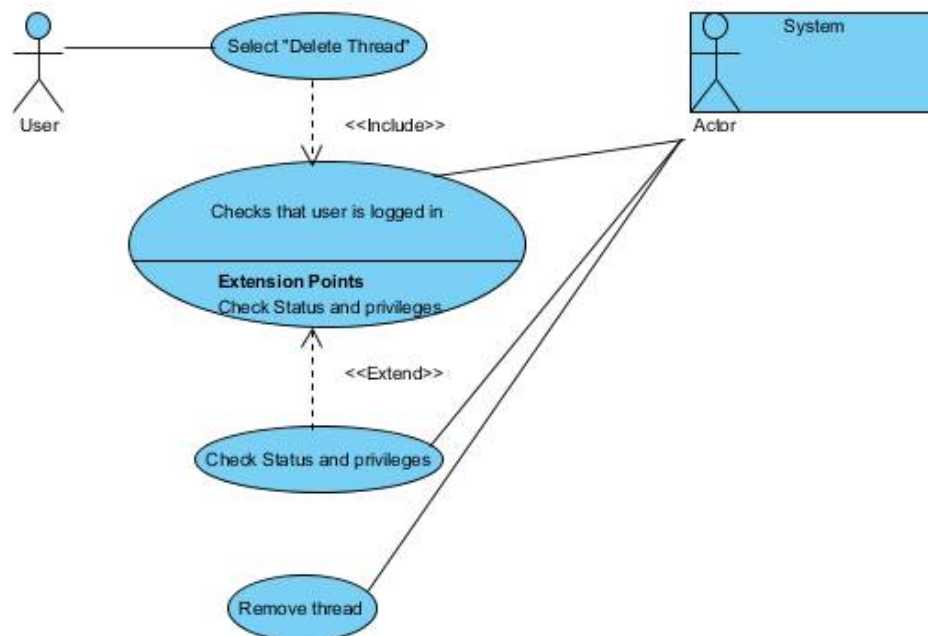 System
Select "Delete Thread"
User
Actor
<<Include>>
Checks that user is logged in
Extension Points
Check Status and privileges
<<Extend>>
Check Status and privileges
Remove thread